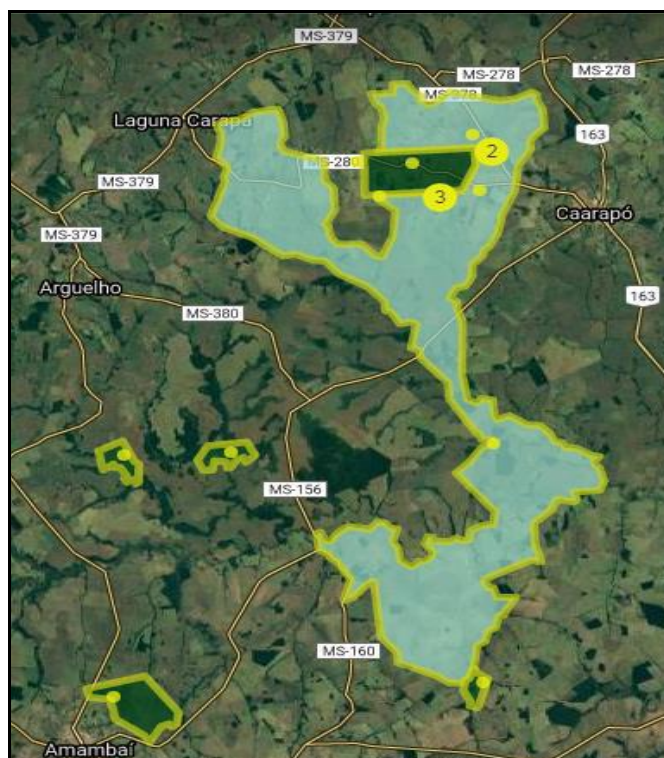 MS-379
MS-278
MS-278
MS-278
Laguna Carapã
163
2
MS-280
MS-379
3
Caarapó
MS-379
Arguelho
163
MS-380
MS-156
MS-160
Amambaí